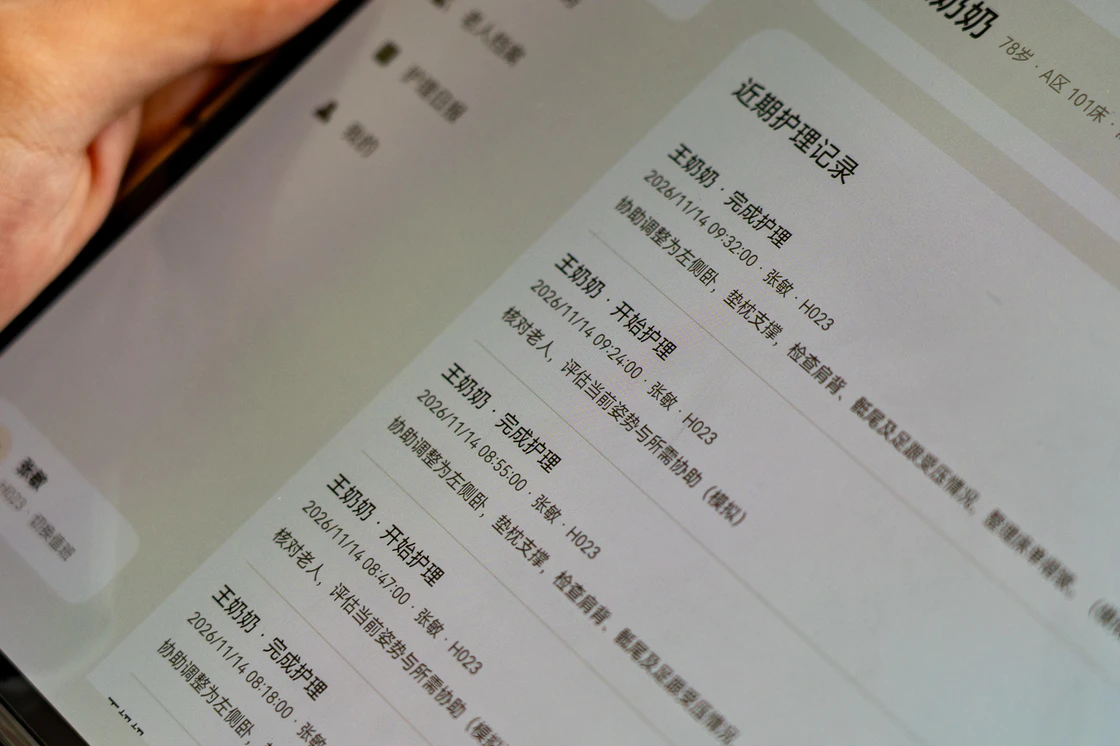 老人档案
护理日报
我的
张敏
H023 · 切换值班
奶奶
78岁 · A区 101床 ·
近期护理记录
王奶奶 · 完成护理
2026/11/14 09:32:00 · 张敏 · H023
协助调整为左侧卧，垫枕支撑，检查肩背、骶尾及足跟受压情况，整理床单褶皱。
王奶奶 · 开始护理
2026/11/14 09:24:00 · 张敏 · H023
核对老人，评估当前姿势与所需协助（模拟）
王奶奶 · 完成护理
2026/11/14 08:55:00 · 张敏 · H023
协助调整为左侧卧，垫枕支撑，检查肩背、骶尾及足跟受压情况
王奶奶 · 开始护理
2026/11/14 08:47:00 · 张敏 · H023
核对老人，评估当前姿势与所需协助（模拟
王奶奶 · 完成护理
2026/11/14 08:18:00 · 张敏
协助调整为左侧卧，